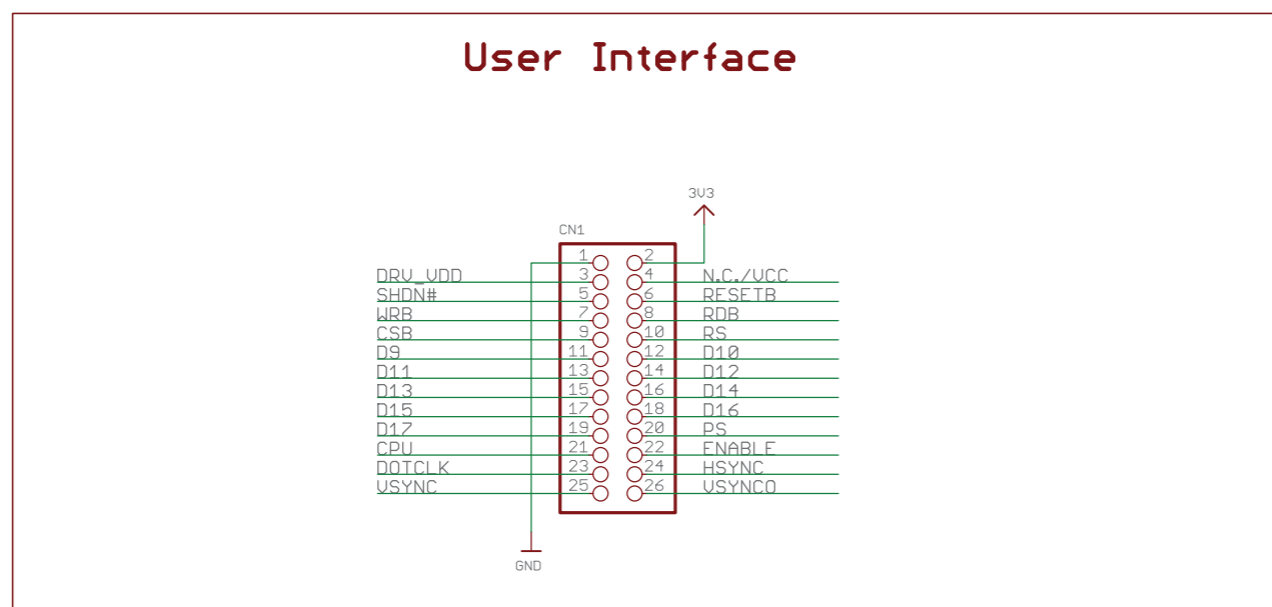 User Interface
3V3
CN1
1 2
DRV_VDD 3 4 N.C./VCC
SHDN# 5 6 RESETB
WRB 7 8 RDB
CSB 9 10 RS
D9 11 12 D10
D11 13 14 D12
D13 15 16 D14
D15 17 18 D16
D17 19 20 PS
CPU 21 22 ENABLE
DOTCLK 23 24 HSYNC
VSYNC 25 26 VSYNCO
GND